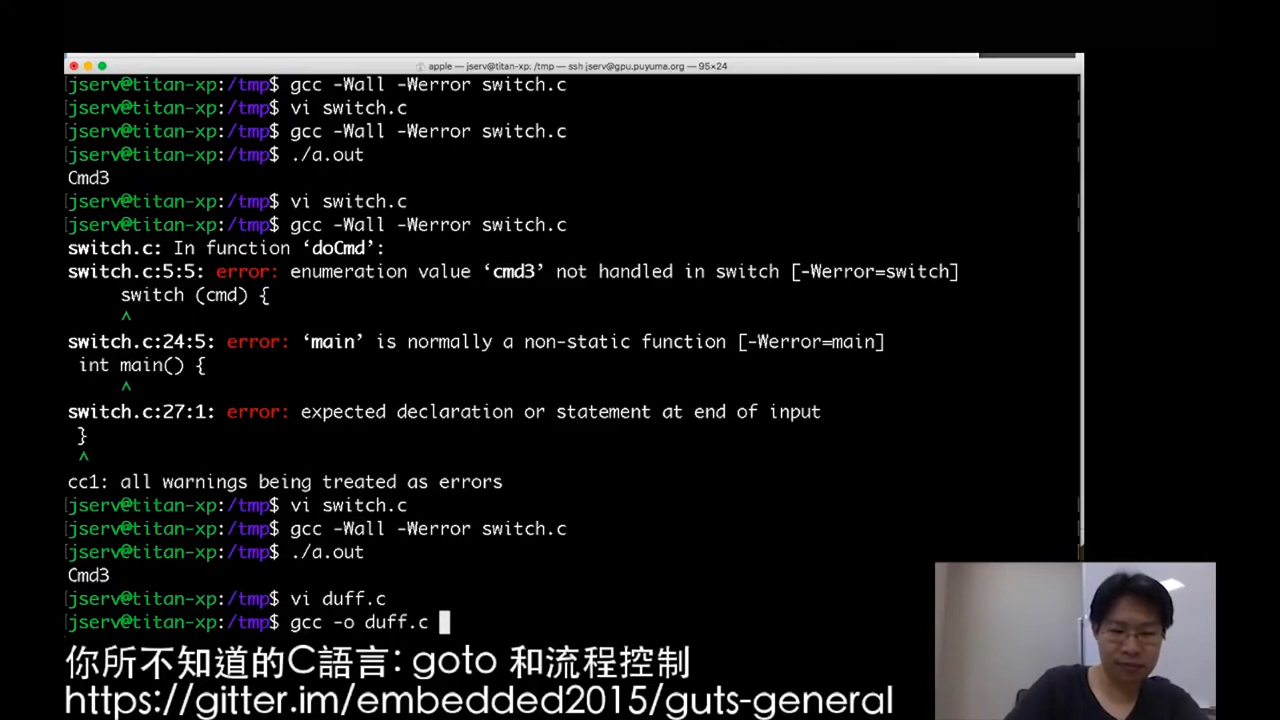 apple — jserv@titan-xp: /tmp — ssh jserv@gpu.puyuma.org — 95×24
jserv@titan-xp:/tmp$ gcc -Wall -Werror switch.c
jserv@titan-xp:/tmp$ vi switch.c
jserv@titan-xp:/tmp$ gcc -Wall -Werror switch.c
jserv@titan-xp:/tmp$ ./a.out
Cmd3
jserv@titan-xp:/tmp$ vi switch.c
jserv@titan-xp:/tmp$ gcc -Wall -Werror switch.c
switch.c: In function ‘doCmd’:
switch.c:5:5: error: enumeration value ‘cmd3’ not handled in switch [-Werror=switch]
switch (cmd) {
^
switch.c:24:5: error: ‘main’ is normally a non-static function [-Werror=main]
int main() {
^
switch.c:27:1: error: expected declaration or statement at end of input
}
^
cc1: all warnings being treated as errors
jserv@titan-xp:/tmp$ vi switch.c
jserv@titan-xp:/tmp$ gcc -Wall -Werror switch.c
jserv@titan-xp:/tmp$ ./a.out
Cmd3
jserv@titan-xp:/tmp$ vi duff.c
jserv@titan-xp:/tmp$ gcc -o duff.c
你所不知道的C語言: goto 和流程控制
https://gitter.im/embedded2015/guts-general